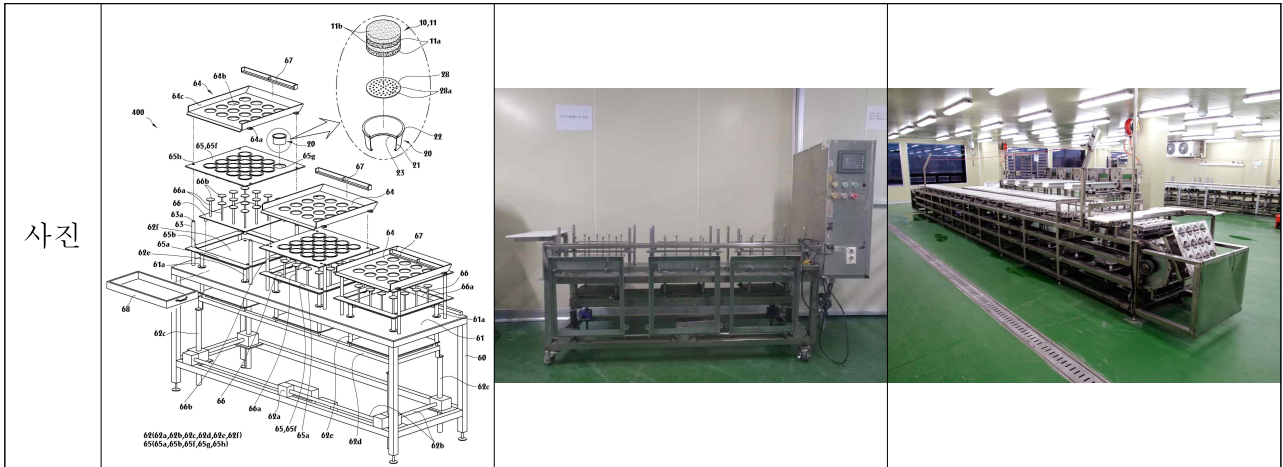 사진
11b
10,11
11a
67
64b
64
64c
28
28a
400
64a
20
22
20
21
23
65,65f
65h
65g
67
66b
66a
64
66
63a
63
62f
65b
65a
62e
64
67
61a
66
66a
68
61a
61
62c
60
62c
66b
66
66a
62a
65,65f
65a
62e
62d
62b
62(62a,62b,62c,62d,62e,62f)
65(65a,65b,65f,65g,65h)